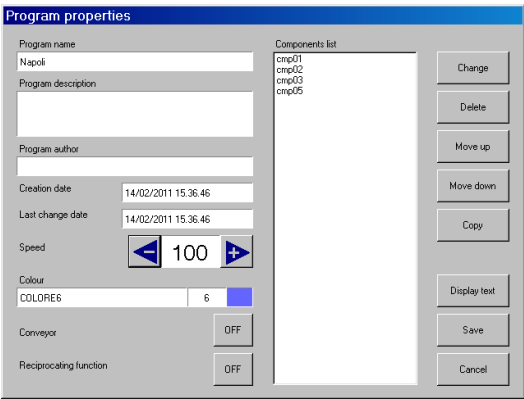 Program properties
Program name
Napoli
Program description
Program author
Creation date
14/02/2011 15.36.46
Last change date
14/02/2011 15.36.46
Speed
100
Colour
COLORE6
6
Conveyor
OFF
Reciprocating function
OFF
Components list
cmp01
cmp02
cmp03
cmp05
Change
Delete
Move up
Move down
Copy
Display text
Save
Cancel